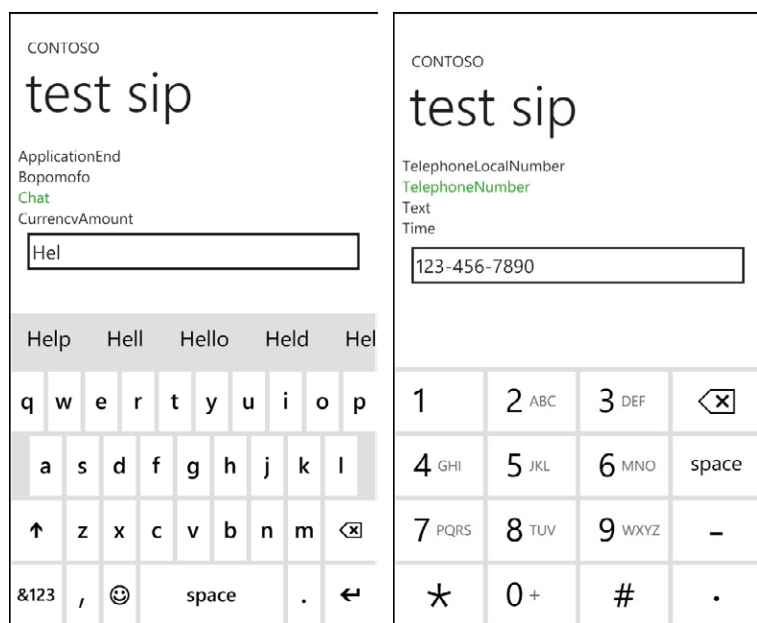 CONTOSO
test sip
ApplicationEnd
Bopomofo
Chat
CurrencyAmount
Hel
Help Hell Hello Held Hel
q w e r t y u i o p
a s d f g h j k l
z x c v b n m
&123 , space .
CONTOSO
test sip
TelephoneLocalNumber
TelephoneNumber
Text
Time
123-456-7890
1 2 ABC 3 DEF
4 GHI 5 JKL 6 MNO space
7 PQRS 8 TUV 9 WXYZ -
* 0 + # .